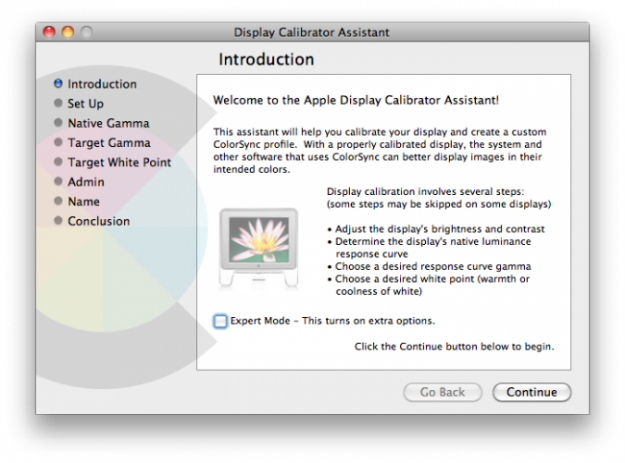 Display Calibrator Assistant
Introduction
Introduction
Set Up
Native Gamma
Target Gamma
Target White Point
Admin
Name
Conclusion
Welcome to the Apple Display Calibrator Assistant!
This assistant will help you calibrate your display and create a custom
ColorSync profile.  With a properly calibrated display, the system and
other software that uses ColorSync can better display images in their
intended colors.
Display calibration involves several steps:
(some steps may be skipped on some displays)
• Adjust the display's brightness and contrast
• Determine the display's native luminance
response curve
• Choose a desired response curve gamma
• Choose a desired white point (warmth or
coolness of white)
Expert Mode – This turns on extra options.
Click the Continue button below to begin.
Go Back
Continue